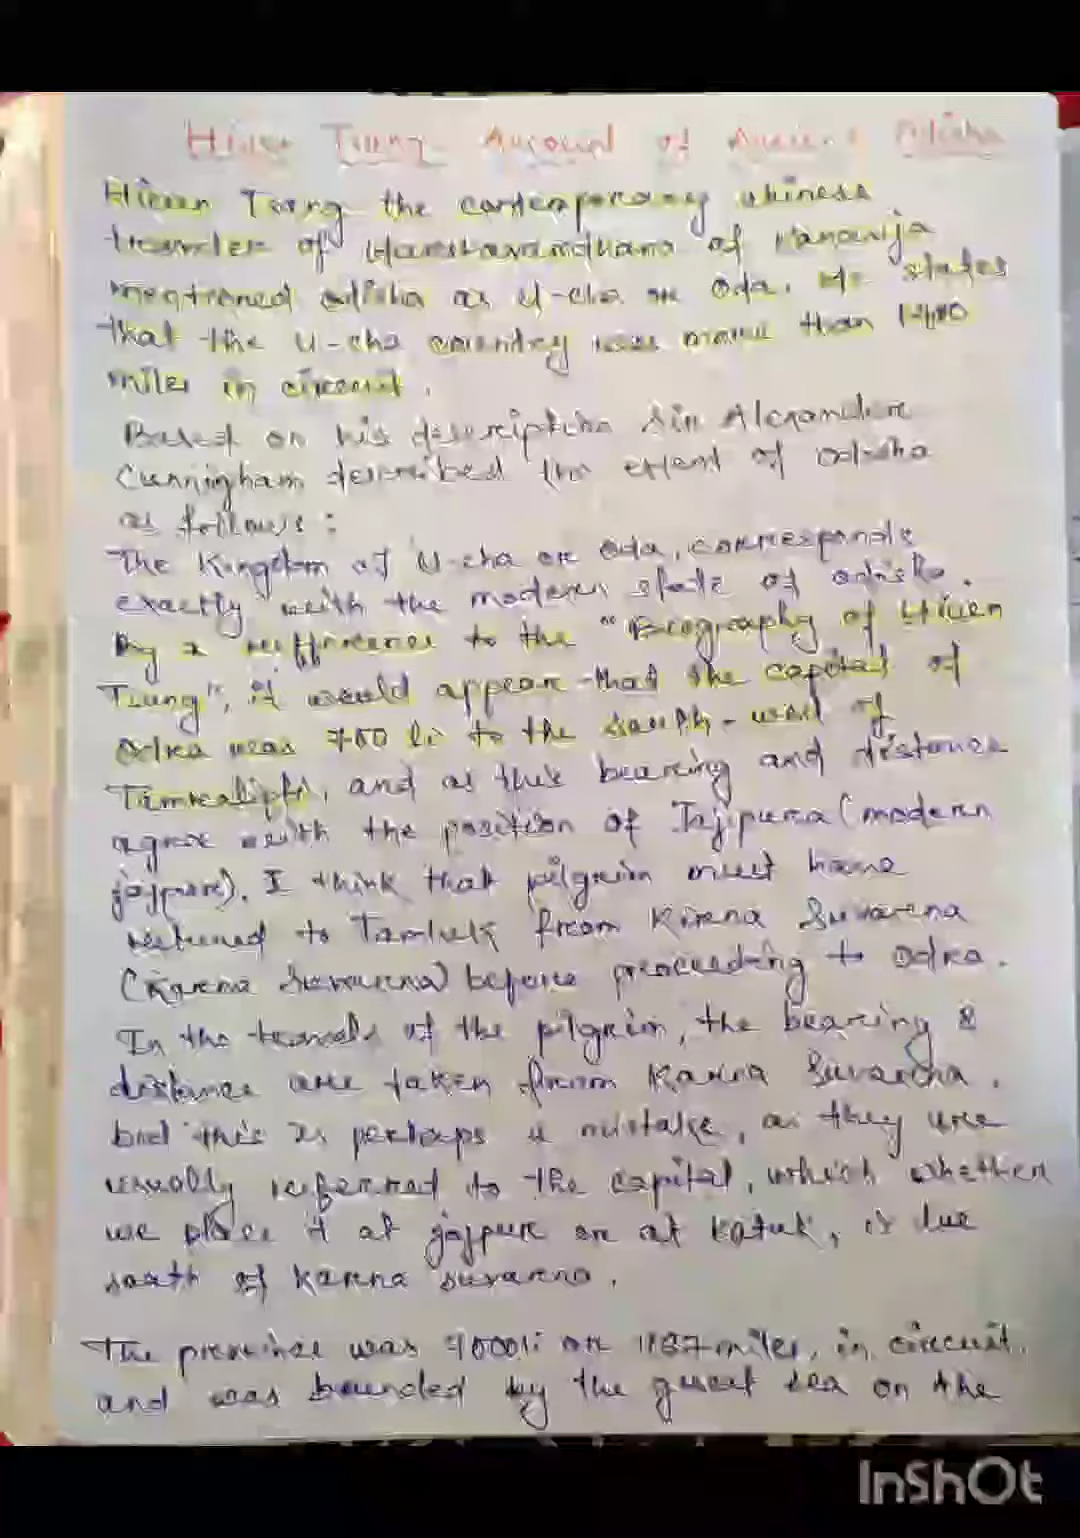 Hiuen Tsang Account of Ancient Odisha
Hieun Tsang the contemporary chiness
traveler of Harshavardhana of Kanauja
mentioned odisha as U-cha or Oda. He states
that the U-cha country was more than 1400
miles in circuit.
Based on his description Sir Alexander
Cunningham described the extent of odisha
as follows:
The Kingdom of U-cha or Oda, corresponds
exactly with the modern state of odisha.
By a refference to the "Biography of Hiuen
Tsang", it would appear that the capital of
Odra was 700 li to the south-west of
Tamralipti, and as this bearing and distance
agree with the position of Jajipura (modern
jajpur). I think that pilgrim must have
retured to Tamluk from Kirana Suvarna
(Karna Suvarna) before proceeding to Odra.
In the travels of the pilgrim, the bearing &
distance are taken from Karna Suvarna.
but this is perhaps a mistake, as they are
usually referred to the capital, which whether
we place it at jajpur or at Katak, is due
south of Karna Suvarna.
The province was 7000li or 1167miles, in circuit
and was bounded by the great sea on the
InShOt